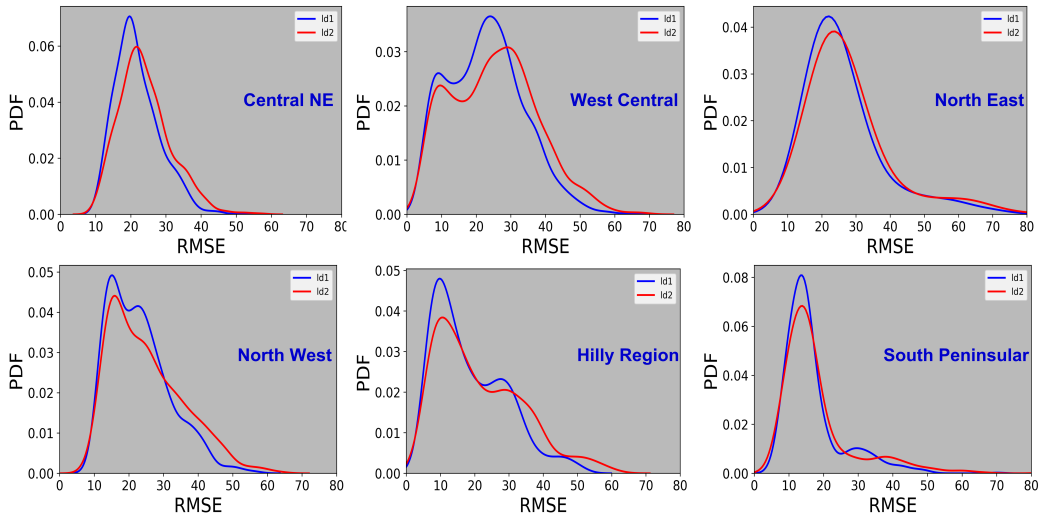 ld1
ld2
Central NE
PDF
0.06
0.04
0.02
0.00
0 10 20 30 40 50 60 70 80
RMSE
ld1
ld2
West Central
PDF
0.03
0.02
0.01
0.00
0 10 20 30 40 50 60 70 80
RMSE
ld1
ld2
North East
PDF
0.04
0.03
0.02
0.01
0.00
0 10 20 30 40 50 60 70 80
RMSE
ld1
ld2
North West
PDF
0.05
0.04
0.03
0.02
0.01
0.00
0 10 20 30 40 50 60 70 80
RMSE
ld1
ld2
Hilly Region
PDF
0.05
0.04
0.03
0.02
0.01
0.00
0 10 20 30 40 50 60 70 80
RMSE
ld1
ld2
South Peninsular
PDF
0.08
0.06
0.04
0.02
0.00
0 10 20 30 40 50 60 70 80
RMSE